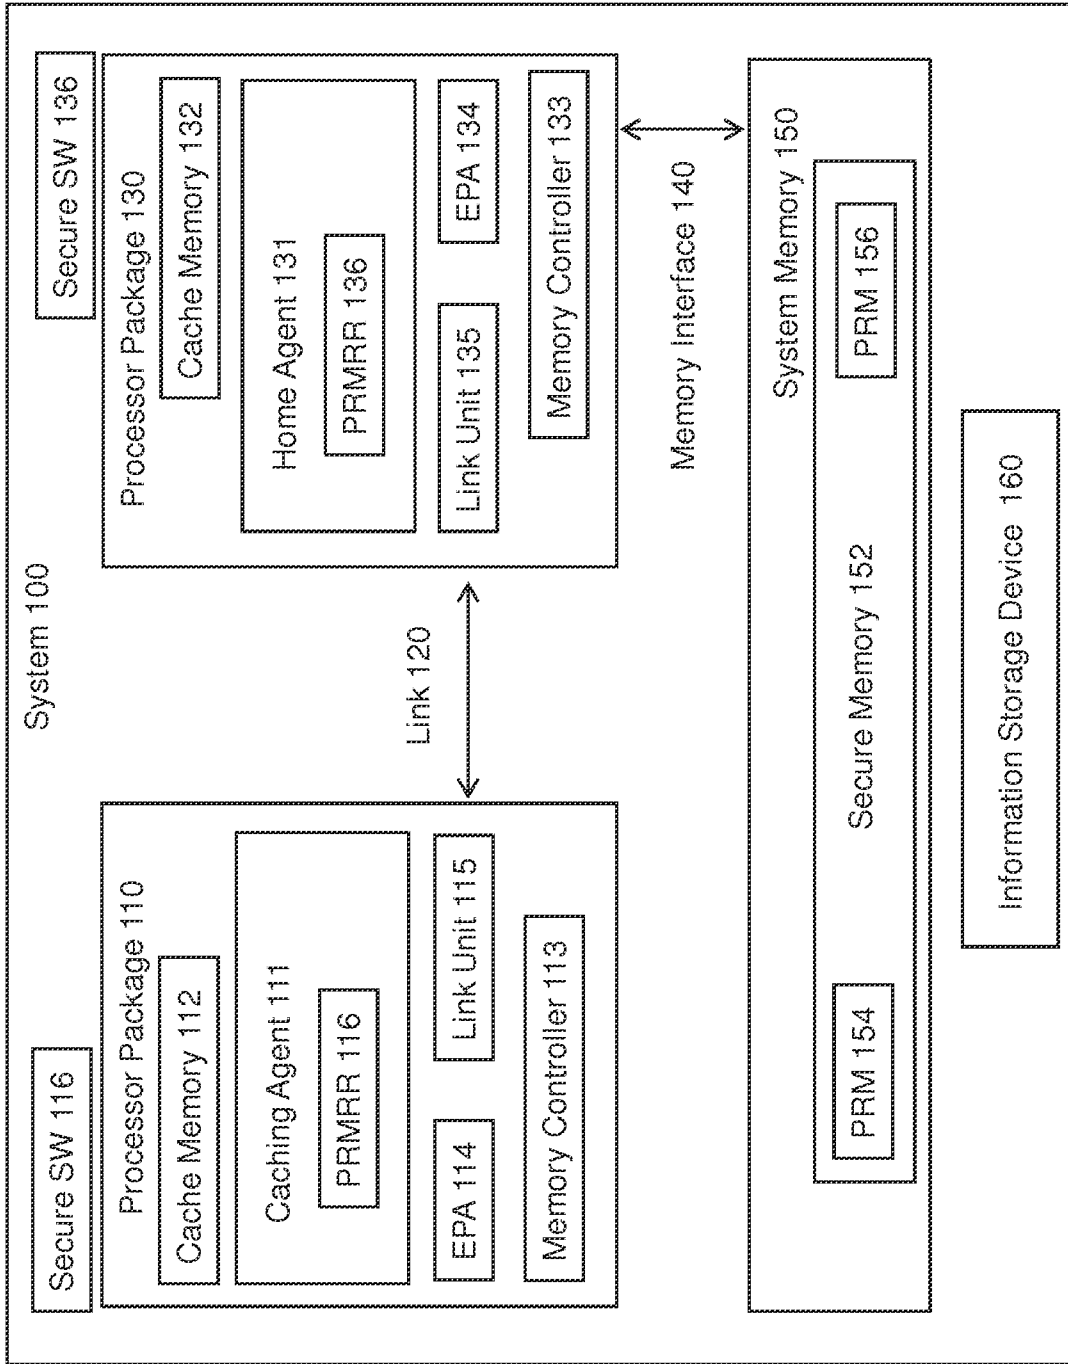 System 100
Secure SW 116
Processor Package 110
Cache Memory 112
Caching Agent 111
PRMRR 116
EPA 114
Link Unit 115
Memory Controller 113
Link 120
Secure SW 136
Processor Package 130
Cache Memory 132
Home Agent 131
PRMRR 136
Link Unit 135
EPA 134
Memory Controller 133
Memory Interface 140
System Memory 150
PRM 154
Secure Memory 152
PRM 156
Information Storage Device 160